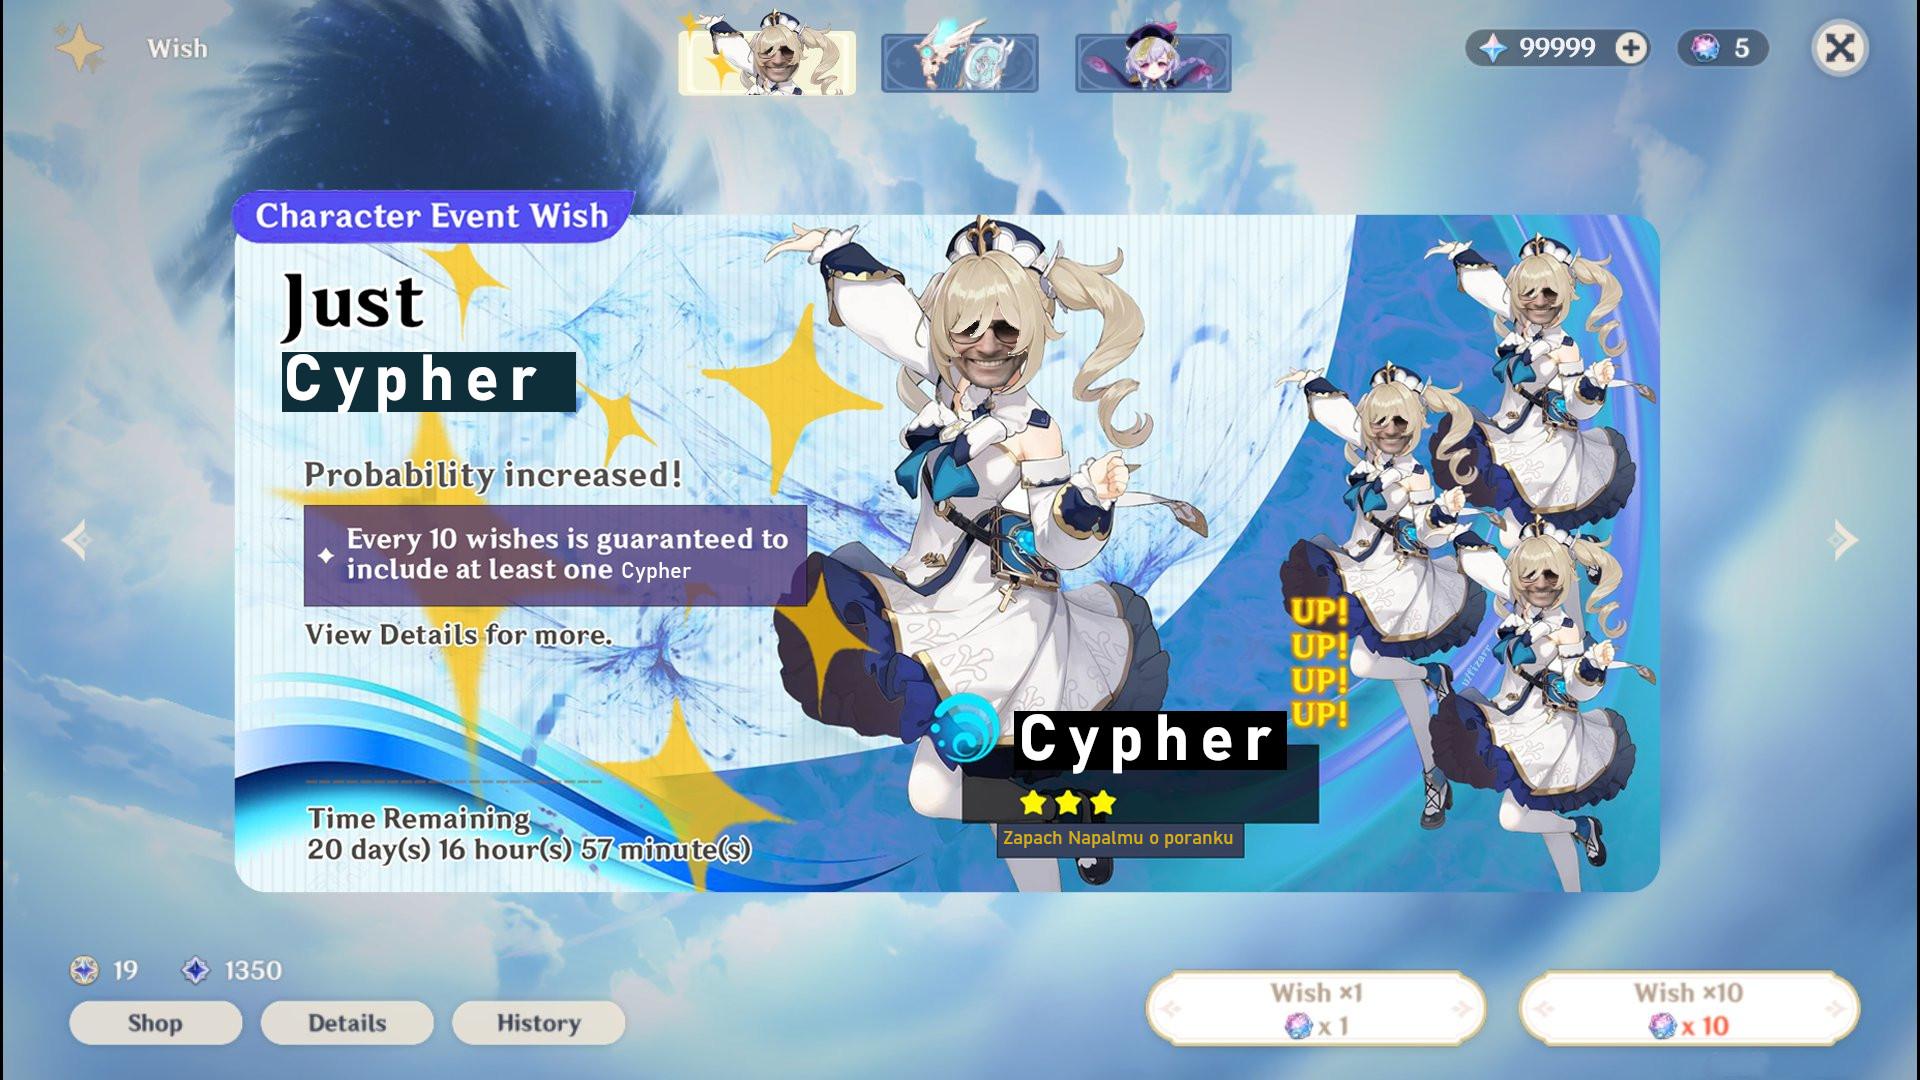 Wish
99999
5
Character Event Wish
Just
Cypher
Probability increased!
Every 10 wishes is guaranteed to
include at least one Cypher
View Details for more.
Time Remaining
20 day(s) 16 hour(s) 57 minute(s)
UP!
UP!
UP!
UP!
u/fizarr
Cypher
Zapach Napalmu o poranku
19
1350
Shop
Details
History
Wish ×1
x 1
Wish ×10
x 10